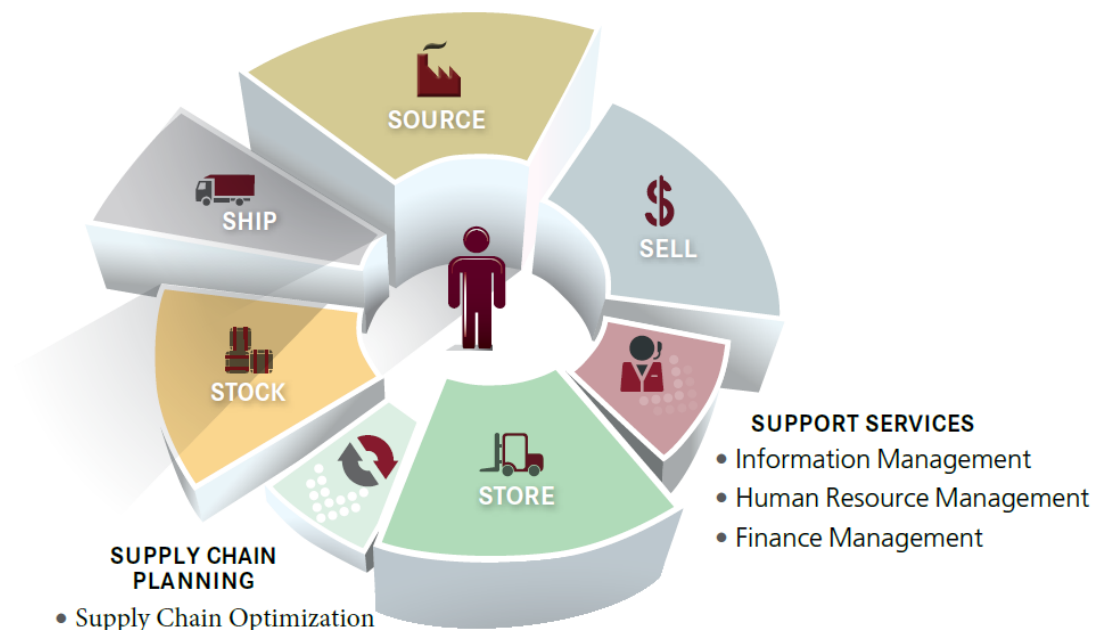 SOURCE
SHIP
SELL
STOCK
STORE
SUPPORT SERVICES
• Information Management
• Human Resource Management
• Finance Management
SUPPLY CHAIN
PLANNING
• Supply Chain Optimization